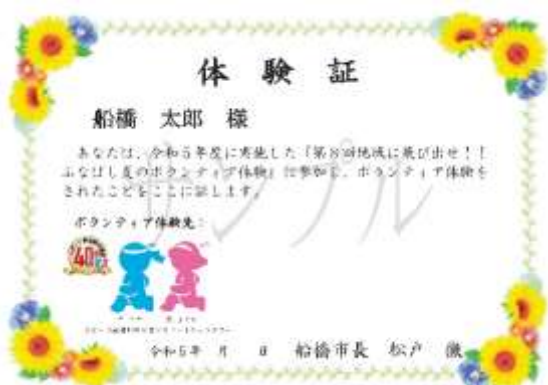 体験証
船橋 太郎 様
あなたは、令和5年度に実施した「第8回地域に飛び出せ!!
ふなばし夏のボランティア体験」に参加し、ボランティア体験を
されたことをここに証します。
サンプル
ボランティア体験先:
40
令和5年 月 日 船橋市長 松戸 徹